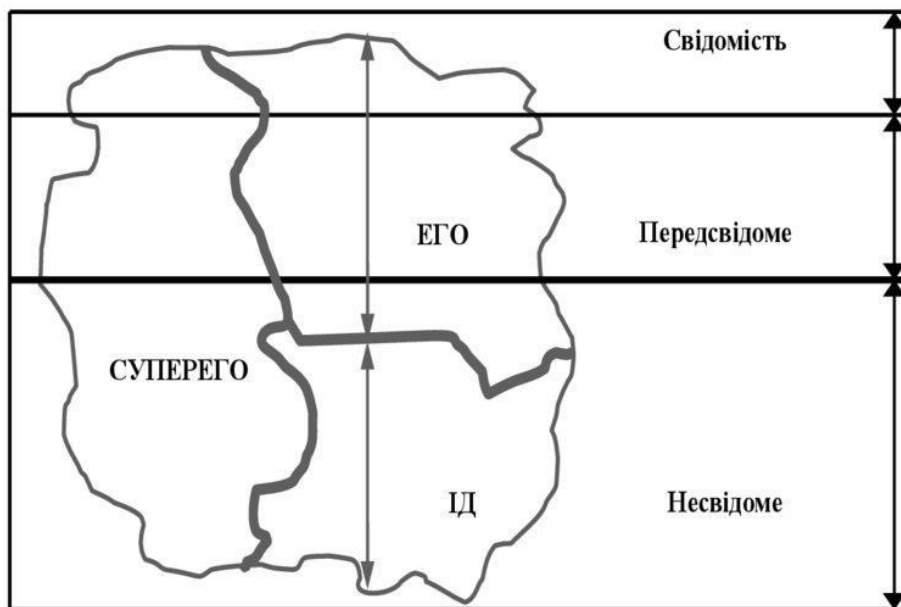 Свідомість
ЕГО
Передсвідоме
СУПЕРЕГО
ІД
Несвідоме